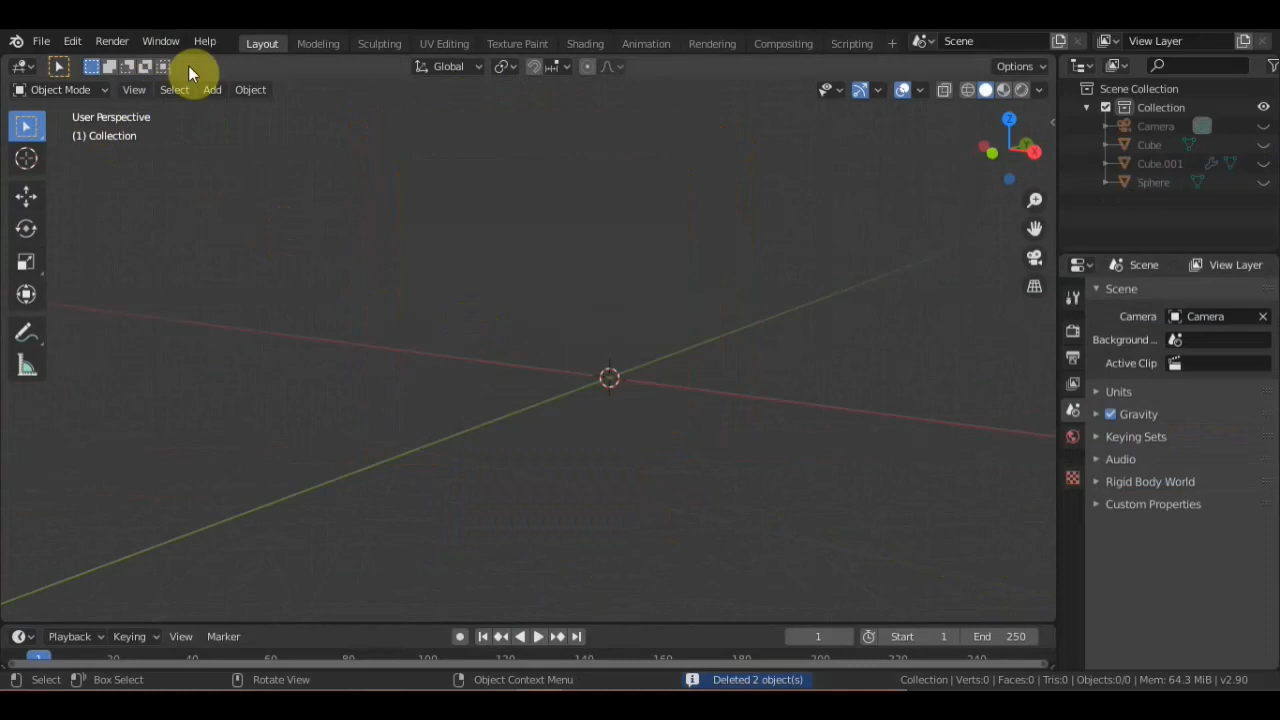 File Edit Render Window Help Layout Modeling Sculpting UV Editing Texture Paint Shading Animation Rendering Compositing Scripting + Scene View Layer
Global Options
Object Mode View Select Add Object
User Perspective
(1) Collection
Z
Y
X
Scene Collection
Collection
Camera
Cube
Cube.001
Sphere
Scene View Layer
Scene
Camera Camera
Background ...
Active Clip
Units
Gravity
Keying Sets
Audio
Rigid Body World
Custom Properties
Playback Keying View Marker 1 Start 1 End 250
1 20 40 60 80 100 120 140 160 180 200 220 240
Select Box Select Rotate View Object Context Menu Deleted 2 object(s) Collection | Verts:0 | Faces:0 | Tris:0 | Objects:0/0 | Mem: 64.3 MiB | v2.90